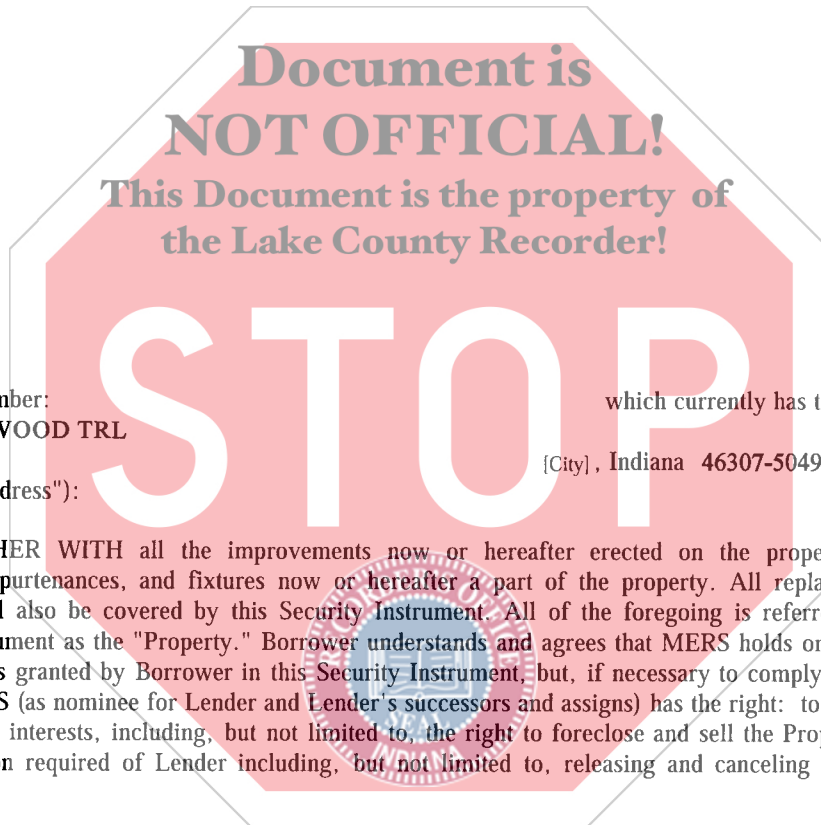 Document is
NOT OFFICIAL!
This Document is the property of
the Lake County Recorder!
STOP
mber: which currently has t
WOOD TRL
[City] , Indiana 46307-5049
dress"):
HER WITH all the improvements now or hereafter erected on the prope
purtenances, and fixtures now or hereafter a part of the property. All repla
l also be covered by this Security Instrument. All of the foregoing is referr
ument as the "Property." Borrower understands and agrees that MERS holds on
s granted by Borrower in this Security Instrument, but, if necessary to comply
S (as nominee for Lender and Lender's successors and assigns) has the right: to
interests, including, but not limited to, the right to foreclose and sell the Prop
n required of Lender including, but not limited to, releasing and canceling
RECORDER'S OFFICE
SEAL
INDIANA